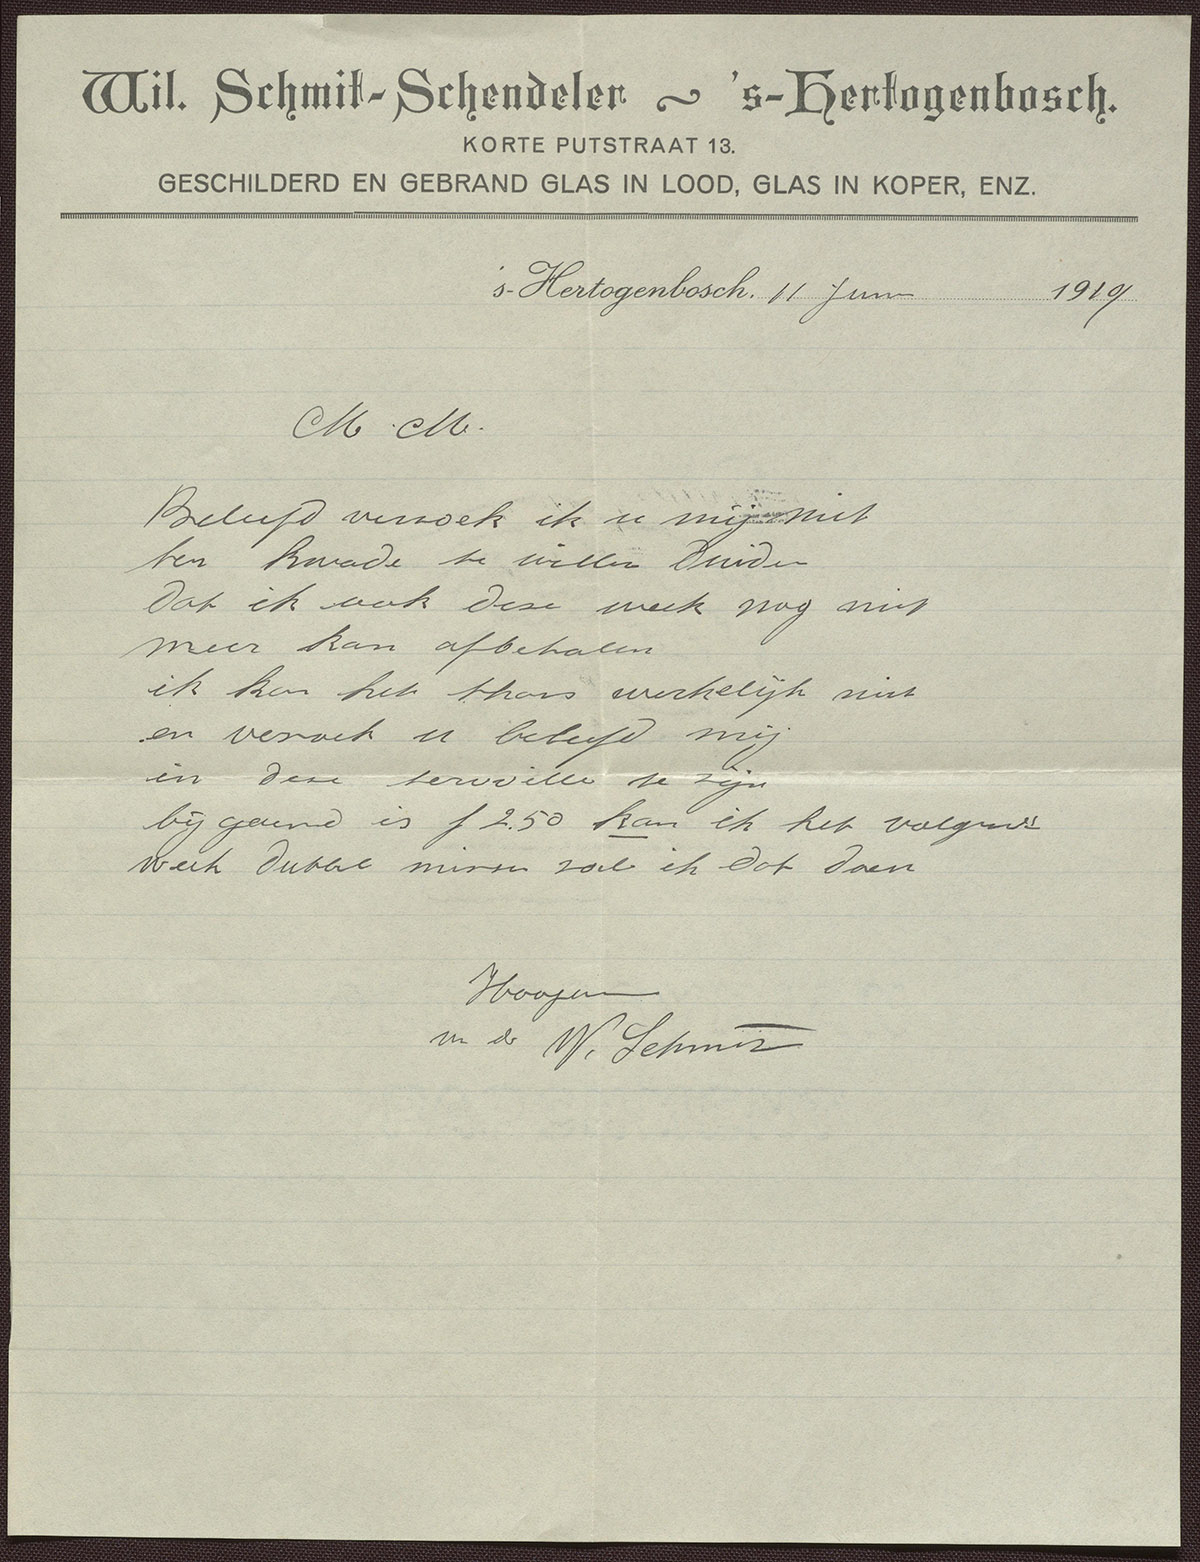 Wil. Schmit-Schendeler ~ 's-Hertogenbosch.
KORTE PUTSTRAAT 13.
GESCHILDERD EN GEBRAND GLAS IN LOOD, GLAS IN KOPER, ENZ.
's-Hertogenbosch. 11 Juni 1919
M. M.
Beleefd verzoek ik u mij niet
ten kwade te willen duiden
dat ik ook deze week nog niet
meer kan afbetalen
ik kan het thans werkelijk niet
en verzoek u beleefd mij
in deze terwille te zijn
bijgaand is f 2.50 kan ik het volgende
week dubbel missen zal ik dat doen
Hoogen
W. Schmit